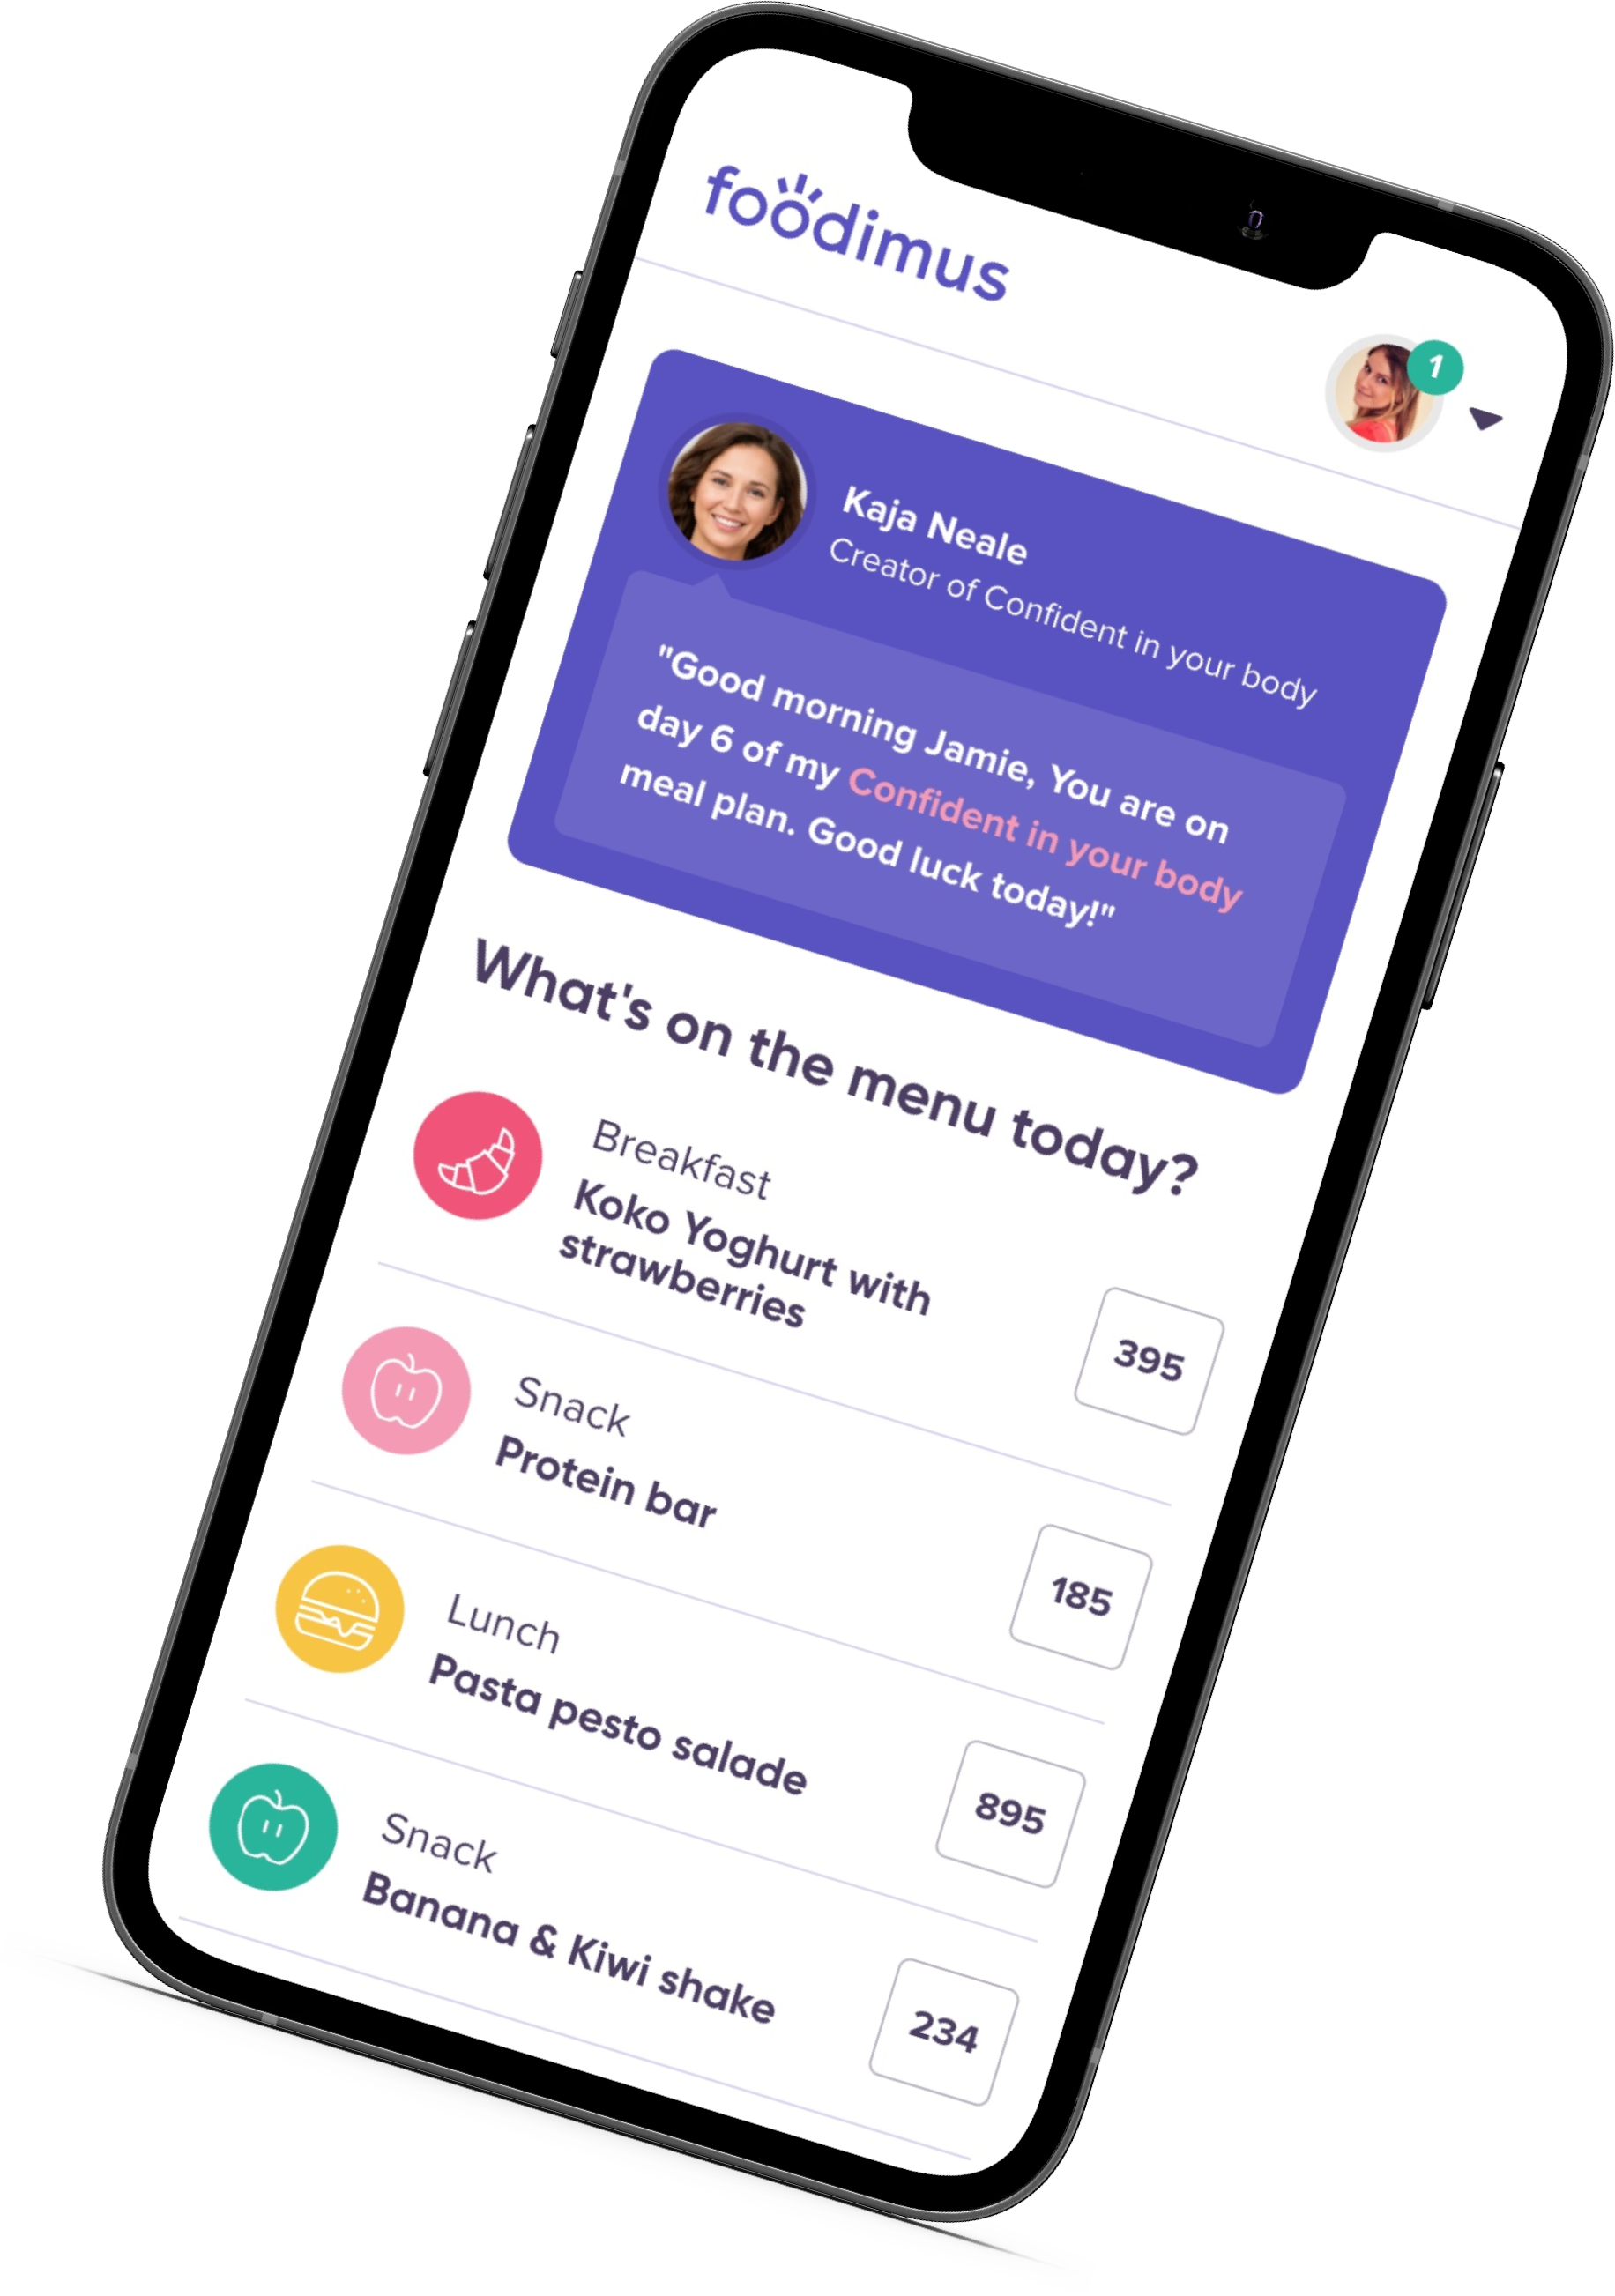 foodimus
1
Kaja Neale
Creator of Confident in your body
"Good morning Jamie, You are on
day 6 of my Confident in your body
meal plan. Good luck today!"
What's on the menu today?
Breakfast
Koko Yoghurt with
strawberries
395
Snack
Protein bar
185
Lunch
Pasta pesto salade
895
Snack
Banana & Kiwi shake
234